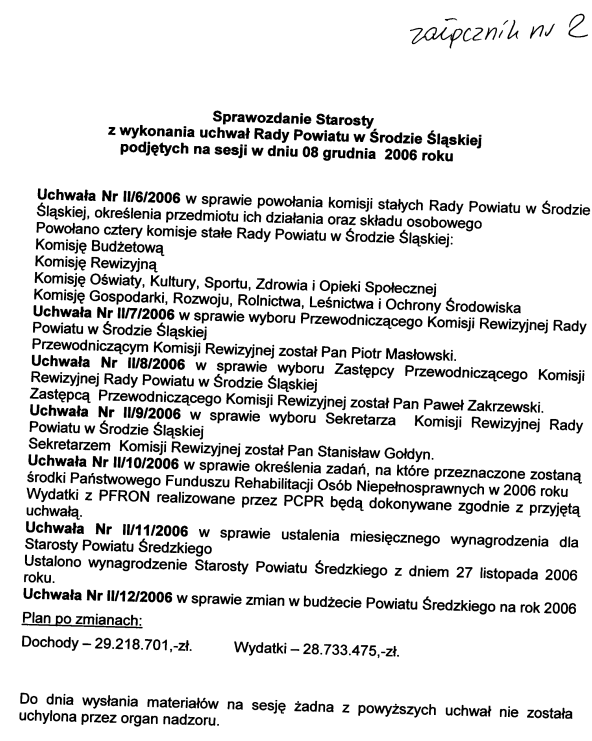 załącznik nr 2
Sprawozdanie Starosty
z wykonania uchwał Rady Powiatu w Środzie Śląskiej
podjętych na sesji w dniu 08 grudnia 2006 roku
Uchwała Nr II/6/2006 w sprawie powołania komisji stałych Rady Powiatu w Środzie
Śląskiej, określenia przedmiotu ich działania oraz składu osobowego
Powołano cztery komisje stałe Rady Powiatu w Środzie Śląskiej:
Komisję Budżetową
Komisję Rewizyjną
Komisję Oświaty, Kultury, Sportu, Zdrowia i Opieki Społecznej
Komisję Gospodarki, Rozwoju, Rolnictwa, Leśnictwa i Ochrony Środowiska
Uchwała Nr II/7/2006 w sprawie wyboru Przewodniczącego Komisji Rewizyjnej Rady
Powiatu w Środzie Śląskiej
Przewodniczącym Komisji Rewizyjnej został Pan Piotr Masłowski.
Uchwała Nr II/8/2006 w sprawie wyboru Zastępcy Przewodniczącego Komisji
Rewizyjnej Rady Powiatu w Środzie Śląskiej
Zastępcą Przewodniczącego Komisji Rewizyjnej został Pan Paweł Zakrzewski.
Uchwała Nr II/9/2006 w sprawie wyboru Sekretarza Komisji Rewizyjnej Rady
Powiatu w Środzie Śląskiej
Sekretarzem Komisji Rewizyjnej został Pan Stanisław Gołdyn.
Uchwała Nr II/10/2006 w sprawie określenia zadań, na które przeznaczone zostaną
środki Państwowego Funduszu Rehabilitacji Osób Niepełnosprawnych w 2006 roku
Wydatki z PFRON realizowane przez PCPR będą dokonywane zgodnie z przyjętą
uchwałą.
Uchwała Nr II/11/2006 w sprawie ustalenia miesięcznego wynagrodzenia dla
Starosty Powiatu Średzkiego
Ustalono wynagrodzenie Starosty Powiatu Średzkiego z dniem 27 listopada 2006
roku.
Uchwała Nr II/12/2006 w sprawie zmian w budżecie Powiatu Średzkiego na rok 2006
Plan po zmianach:
Dochody – 29.218.701,-zł. Wydatki – 28.733.475,-zł.
Do dnia wysłania materiałów na sesję żadna z powyższych uchwał nie została
uchylona przez organ nadzoru.